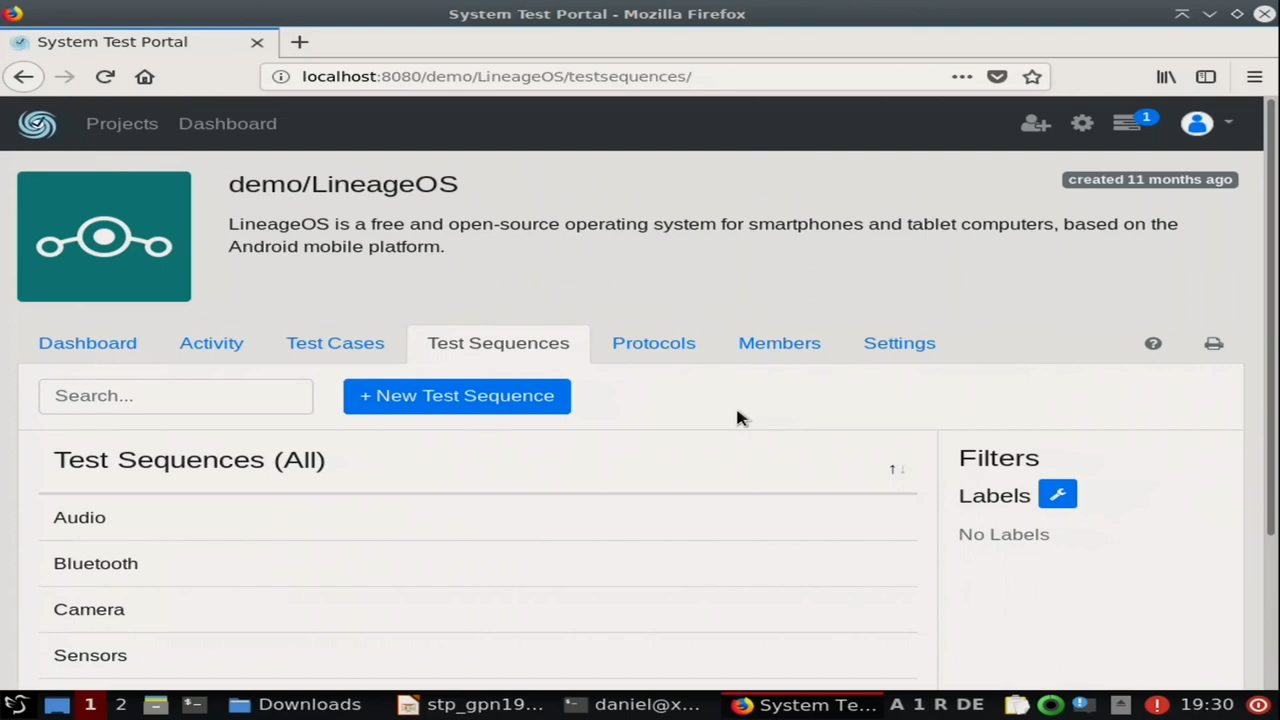 System Test Portal - Mozilla Firefox
System Test Portal
localhost:8080/demo/LineageOS/testsequences/
Projects Dashboard 1
demo/LineageOS
created 11 months ago
LineageOS is a free and open-source operating system for smartphones and tablet computers, based on the
Android mobile platform.
Dashboard Activity Test Cases Test Sequences Protocols Members Settings
Search... + New Test Sequence
Test Sequences (All)
Filters
Labels
No Labels
Audio
Bluetooth
Camera
Sensors
1 2 Downloads stp_gpn19... daniel@x... System Te... A 1 R DE 19:30